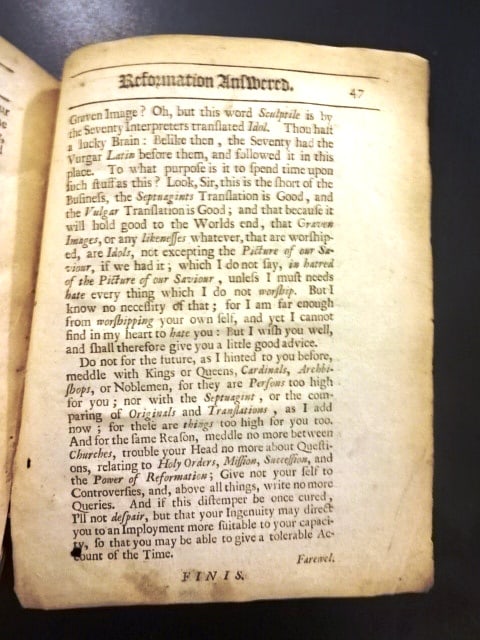 Reformation Answered.
47
Graven Image? Oh, but this word Sculptile is by
the Seventy Interpreters tranſlated Idol. Thou haſt
a lucky Brain: Belike then, the Seventy had the
Vurgar Latin before them, and followed it in this
place. To what purpoſe is it to ſpend time upon
ſuch ſtuff as this? Look, Sir, this is the ſhort of the
Buſineſs, the Septuagints Tranſlation is Good, and
the Vulgar Tranſlation is Good; and that becauſe it
will hold good to the Worlds end, that Graven
Images, or any likeneſſes whatever, that are worſhip-
ed, are Idols, not excepting the Picture of our Sa-
viour, if we had it; which I do not ſay, in hatred
of the Picture of our Saviour, unleſs I muſt needs
hate every thing which I do not worſhip. But I
know no neceſſity of that; for I am far enough
from worſhipping your own ſelf, and yet I cannot
find in my heart to hate you: But I wiſh you well,
and ſhall therefore give you a little good advice.
Do not for the future, as I hinted to you before,
meddle with Kings or Queens, Cardinals, Archbi-
ſhops, or Noblemen, for they are Perſons too high
for you; nor with the Septuagint, or the com-
paring of Originals and Tranſlations, as I add
now; for theſe are things too high for you too.
And for the ſame Reaſon, meddle no more between
Churches, trouble your Head no more about Queſti-
ons, relating to Holy Orders, Miſſion, Succeſſion, and
the Power of Reformation; Give not your ſelf to
Controverſies, and, above all things, write no more
Queries. And if this diſtemper be once cured,
I'll not deſpair, but that your Ingenuity may direct
you to an Imployment more ſuitable to your capaci-
ty, ſo that you may be able to give a tolerable Ac-
count of the Time.
Farewel.
FINIS.